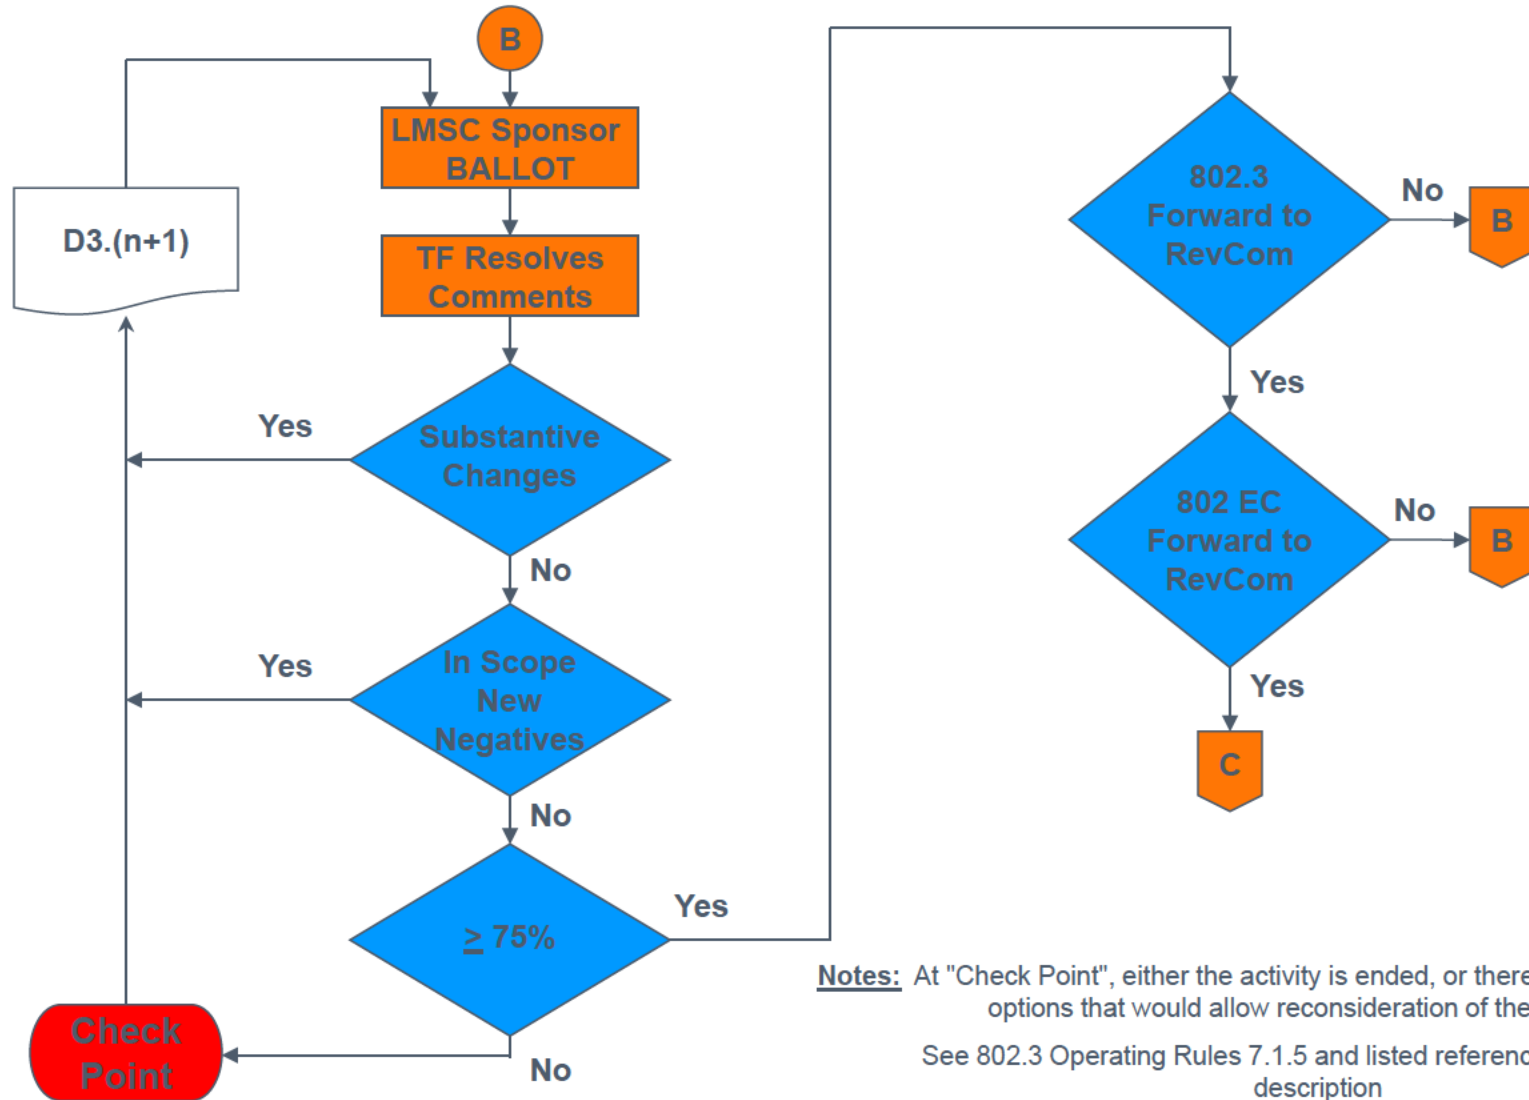 B
LMSC Sponsor
BALLOT
D3.(n+1)
TF Resolves
Comments
Yes
Substantive
Changes
No
Yes
In Scope
New
Negatives
No
≥ 75%
Yes
No
Check
Point
802.3
Forward to
RevCom
No
B
Yes
802 EC
Forward to
RevCom
No
B
Yes
C
Notes: At "Check Point", either the activity is ended, or there
options that would allow reconsideration of the
See 802.3 Operating Rules 7.1.5 and listed referenc
description